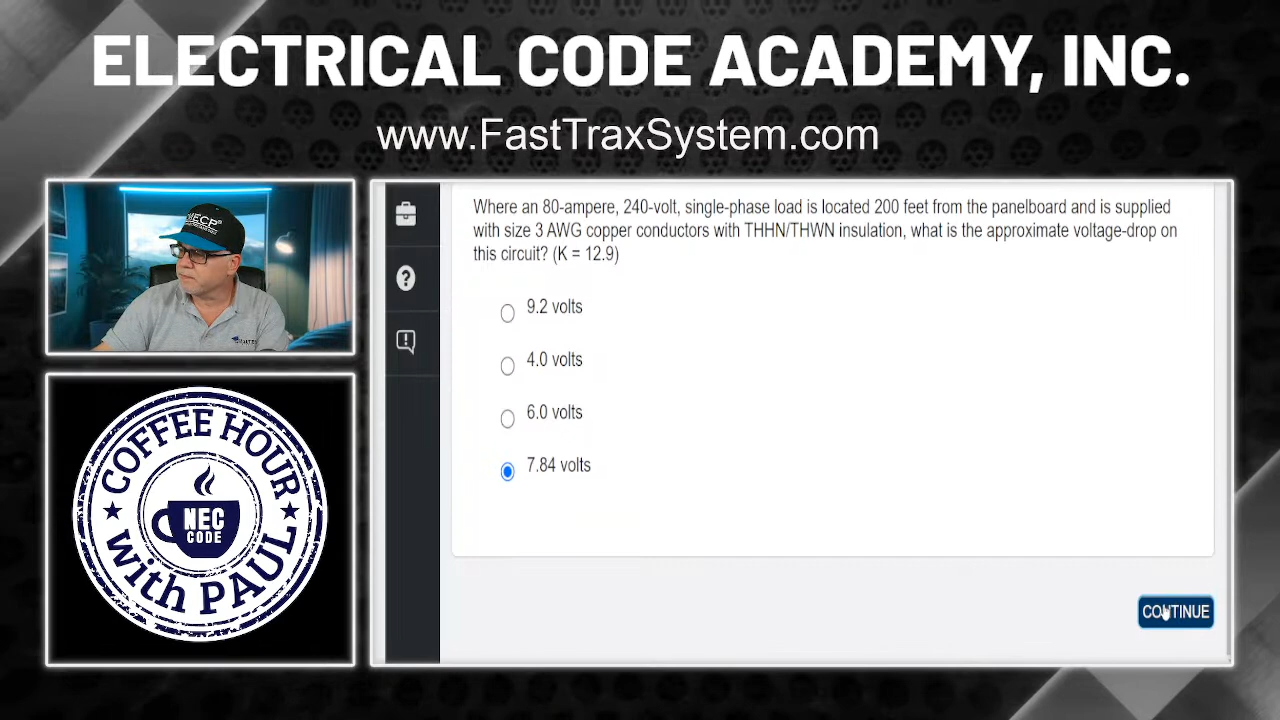 ELECTRICAL CODE ACADEMY, INC.
www.FastTraxSystem.com
Where an 80-ampere, 240-volt, single-phase load is located 200 feet from the panelboard and is supplied
with size 3 AWG copper conductors with THHN/THWN insulation, what is the approximate voltage-drop on
this circuit? (K = 12.9)
9.2 volts
4.0 volts
6.0 volts
7.84 volts
CONTINUE
COFFEE HOUR
NEC
CODE
with PAUL